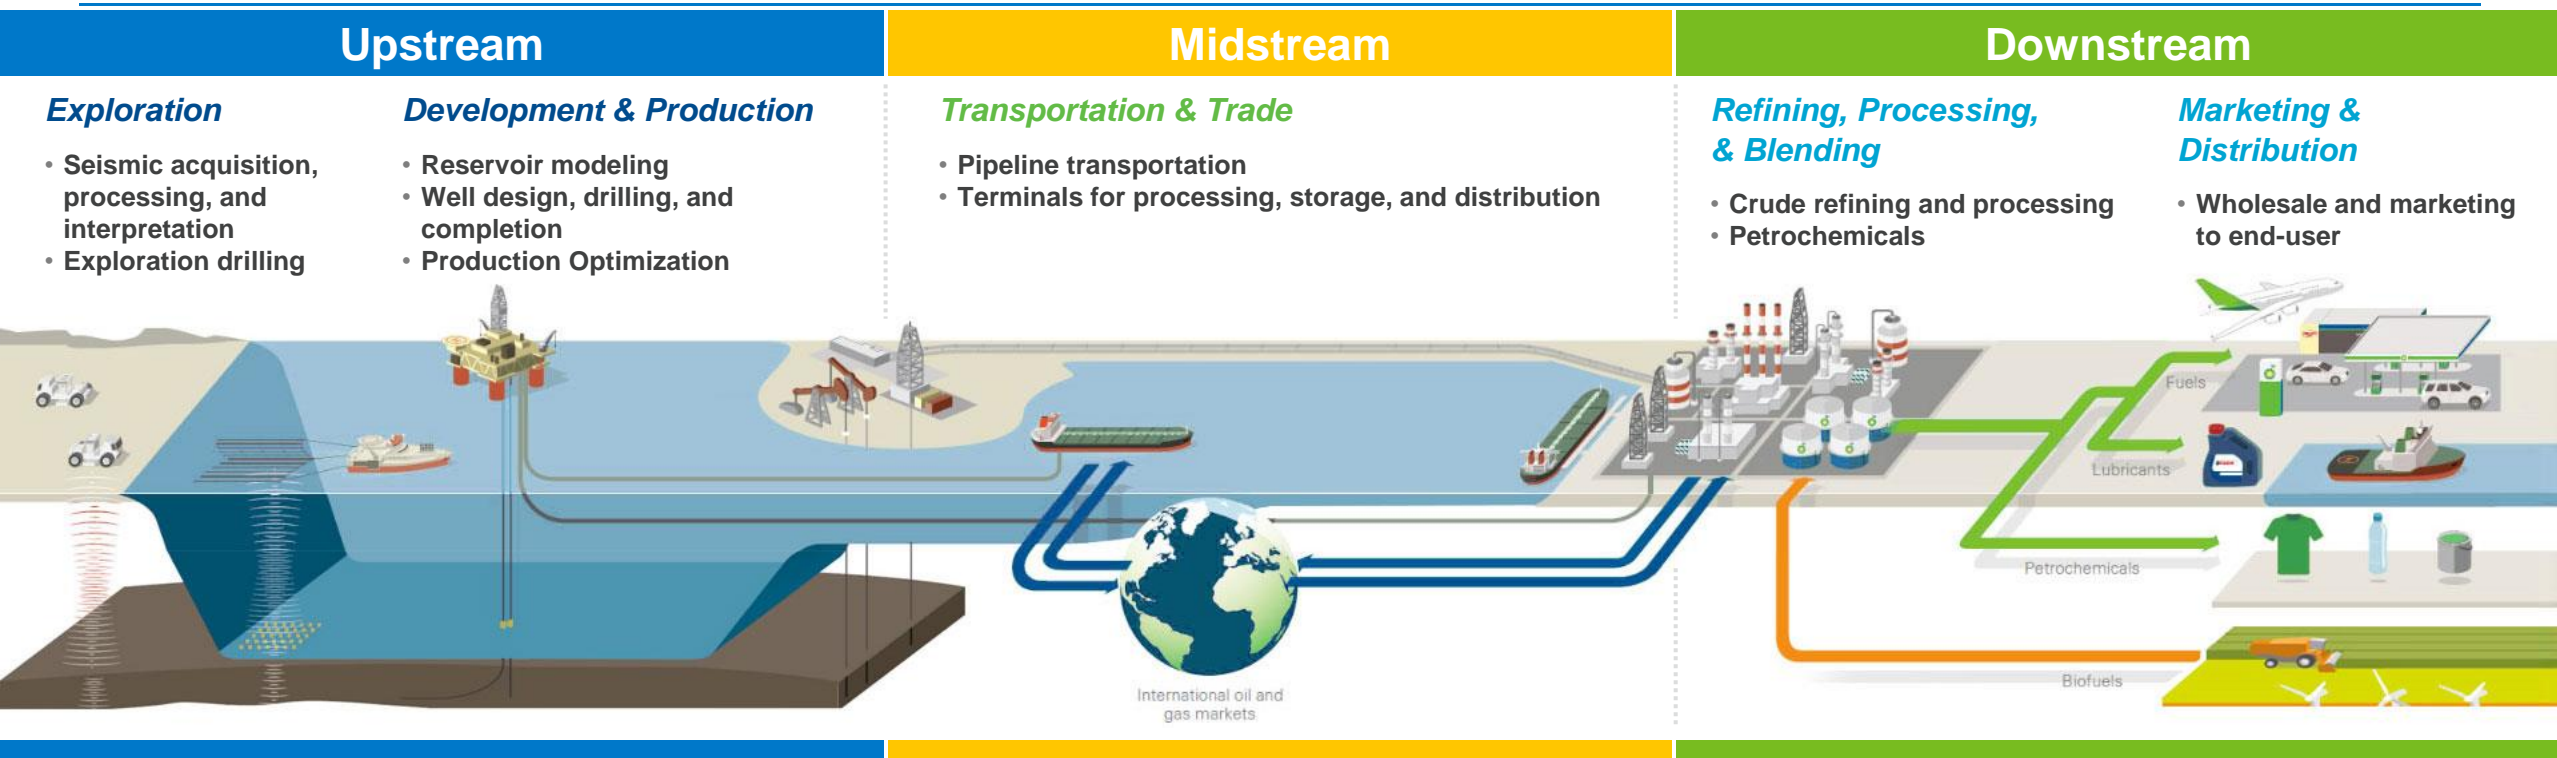 Upstream
Midstream
Downstream
Exploration
• Seismic acquisition,
processing, and
interpretation
• Exploration drilling
Development & Production
• Reservoir modeling
• Well design, drilling, and
completion
• Production Optimization
Transportation & Trade
• Pipeline transportation
• Terminals for processing, storage, and distribution
Refining, Processing,
& Blending
• Crude refining and processing
• Petrochemicals
Marketing &
Distribution
• Wholesale and marketing
to end-user
Fuels
Lubricants
Petrochemicals
Biofuels
International oil and
gas markets